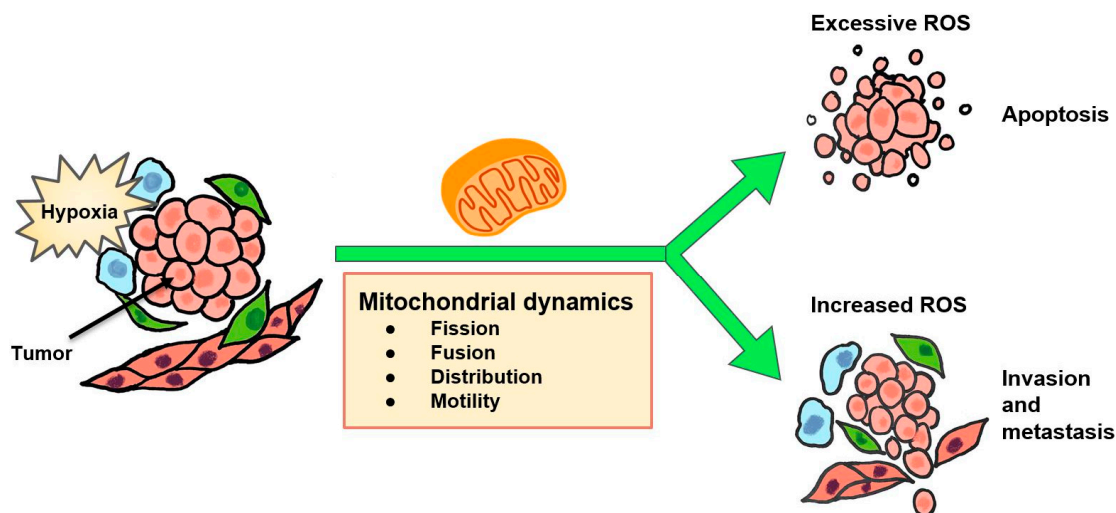 Hypoxia
Tumor
Mitochondrial dynamics
● Fission
● Fusion
● Distribution
● Motility
Excessive ROS
Apoptosis
Increased ROS
Invasion
and
metastasis